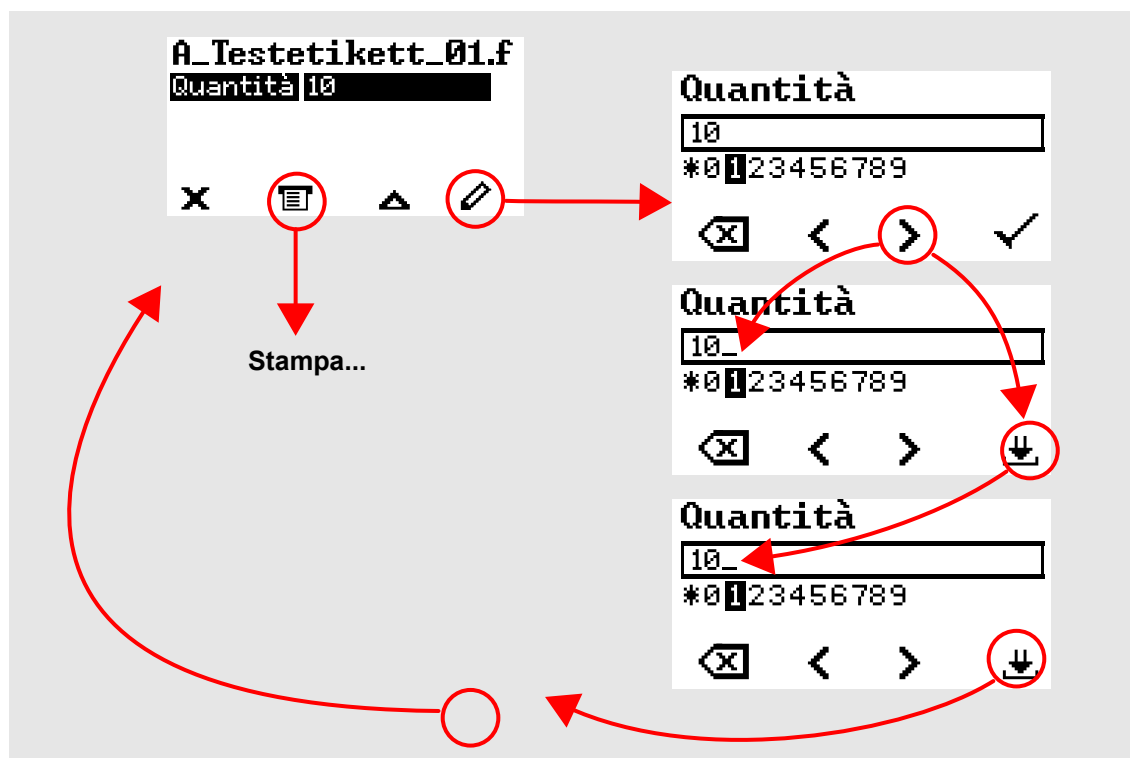 A_Testetikett_01.f
Quantità 10
Stampa...
Quantità
10
*0123456789
Quantità
10_
*0123456789
Quantità
10_
*0123456789